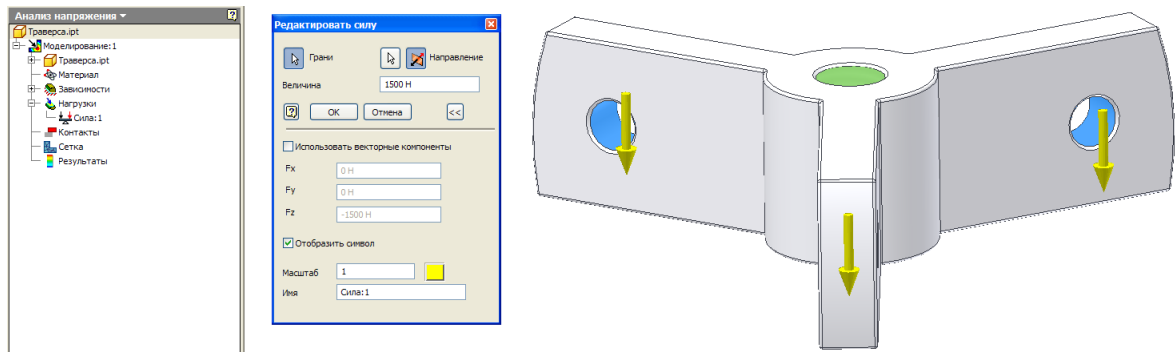 Анализ напряжения
Траверса.ipt
Моделирование:1
Траверса.ipt
Материал
Зависимости
Нагрузки
Сила:1
Контакты
Сетка
Результаты
Редактировать силу
Грани Направление
Величина 1500 Н
ОК Отмена <<
Использовать векторные компоненты
Fx 0 Н
Fy 0 Н
Fz -1500 Н
Отобразить символ
Масштаб 1
Имя Сила:1